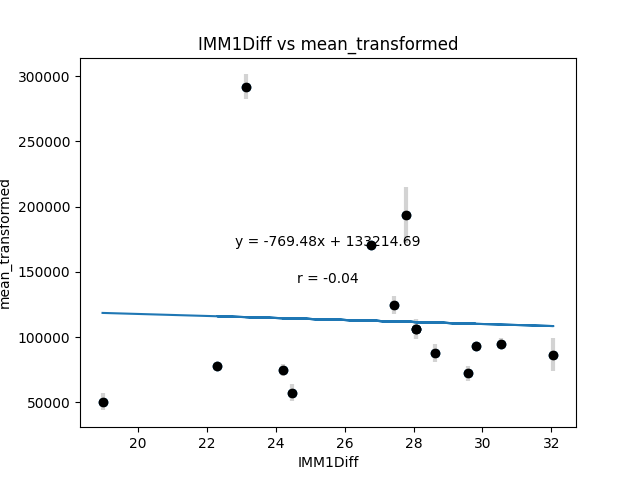 IMM1Diff vs mean_transformed
300000
250000
200000
150000
100000
50000
mean_transformed
y = -769.48x + 133214.69
r = -0.04
20 22 24 26 28 30 32
IMM1Diff